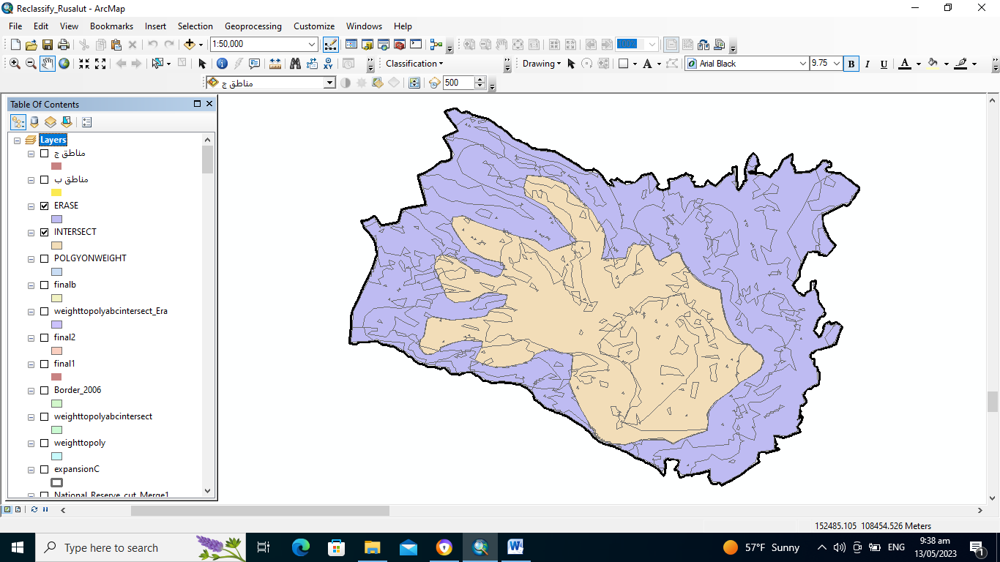 Reclassify_Rusalut - ArcMap
File Edit View Bookmarks Insert Selection Geoprocessing Customize Windows Help
1:50,000
100%
Classification
Drawing
Arial Black
9.75
B I U A
مناطق ج
500
Table Of Contents
Layers
مناطق ج
مناطق ب
ERASE
INTERSECT
POLGYONWEIGHT
finalb
weighttopolyabcintersect_Era
final2
final1
Border_2006
weighttopolyabcintersect
weighttopoly
expansionC
National_Reserve_cut_Merge1
152485.105 108454.526 Meters
Type here to search
57°F Sunny
ENG
9:38 am
13/05/2023
1